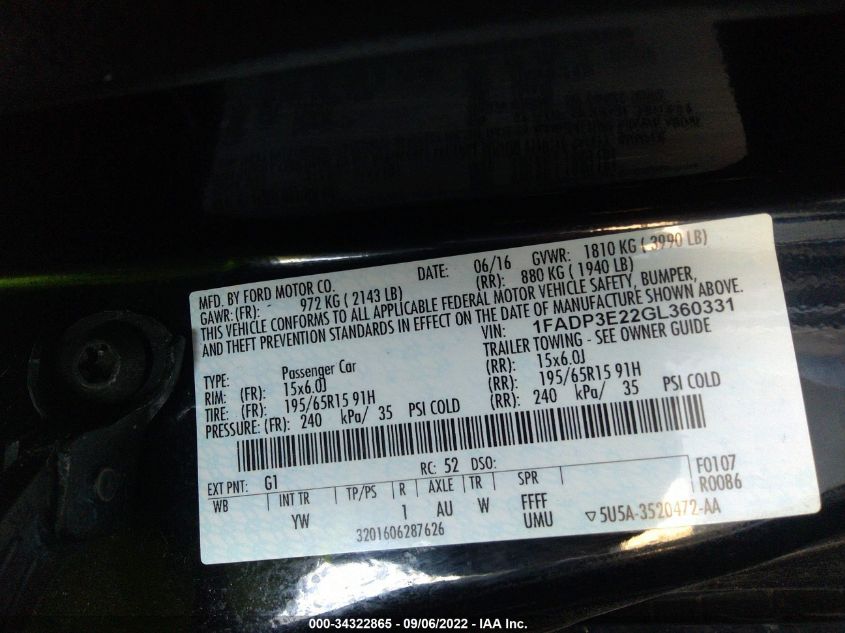 MFD. BY FORD MOTOR CO.
DATE: 06/16 GVWR: 1810 KG ( 3990 LB)
GAWR: (FR): 972 KG ( 2143 LB) (RR): 880 KG ( 1940 LB)
THIS VEHICLE CONFORMS TO ALL APPLICABLE FEDERAL MOTOR VEHICLE SAFETY, BUMPER,
AND THEFT PREVENTION STANDARDS IN EFFECT ON THE DATE OF MANUFACTURE SHOWN ABOVE.
VIN: 1FADP3E22GL360331
TYPE: Passenger Car TRAILER TOWING - SEE OWNER GUIDE
RIM: (FR): 15x6.0J (RR): 15x6.0J
TIRE: (FR): 195/65R15 91H (RR): 195/65R15 91H
PRESSURE: (FR): 240 kPa/ 35 PSI COLD (RR): 240 kPa/ 35 PSI COLD
EXT PNT: G1 RC: 52 DSO: F0107
WB INT TR TP/PS R AXLE TR SPR R0086
YW 1 AU W FFFF
3201606287626 UMU ▽5U5A-3520472-AA
000-34322865 - 09/06/2022 - IAA Inc.